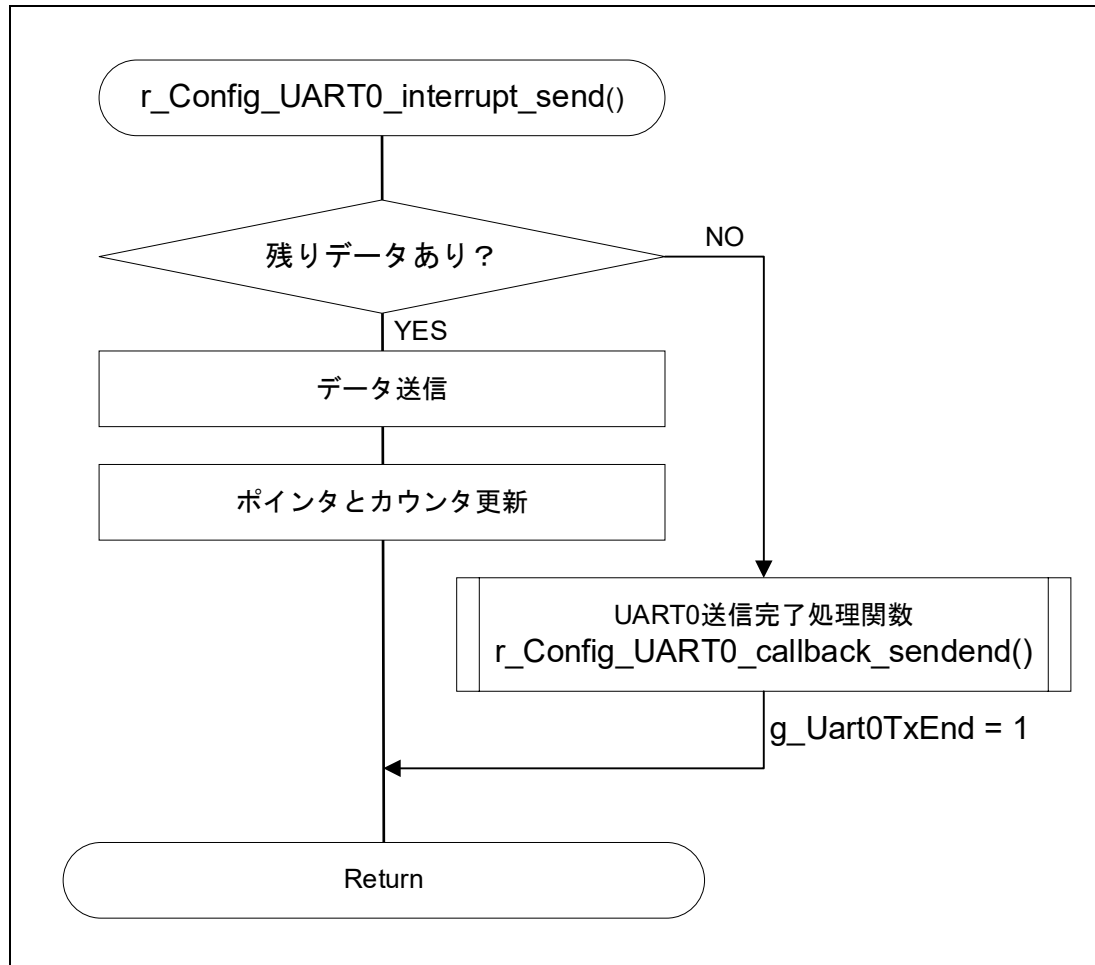 r_Config_UART0_interrupt_send()
残りデータあり？
NO
YES
データ送信
ポインタとカウンタ更新
UART0送信完了処理関数
r_Config_UART0_callback_sendend()
g_Uart0TxEnd = 1
Return